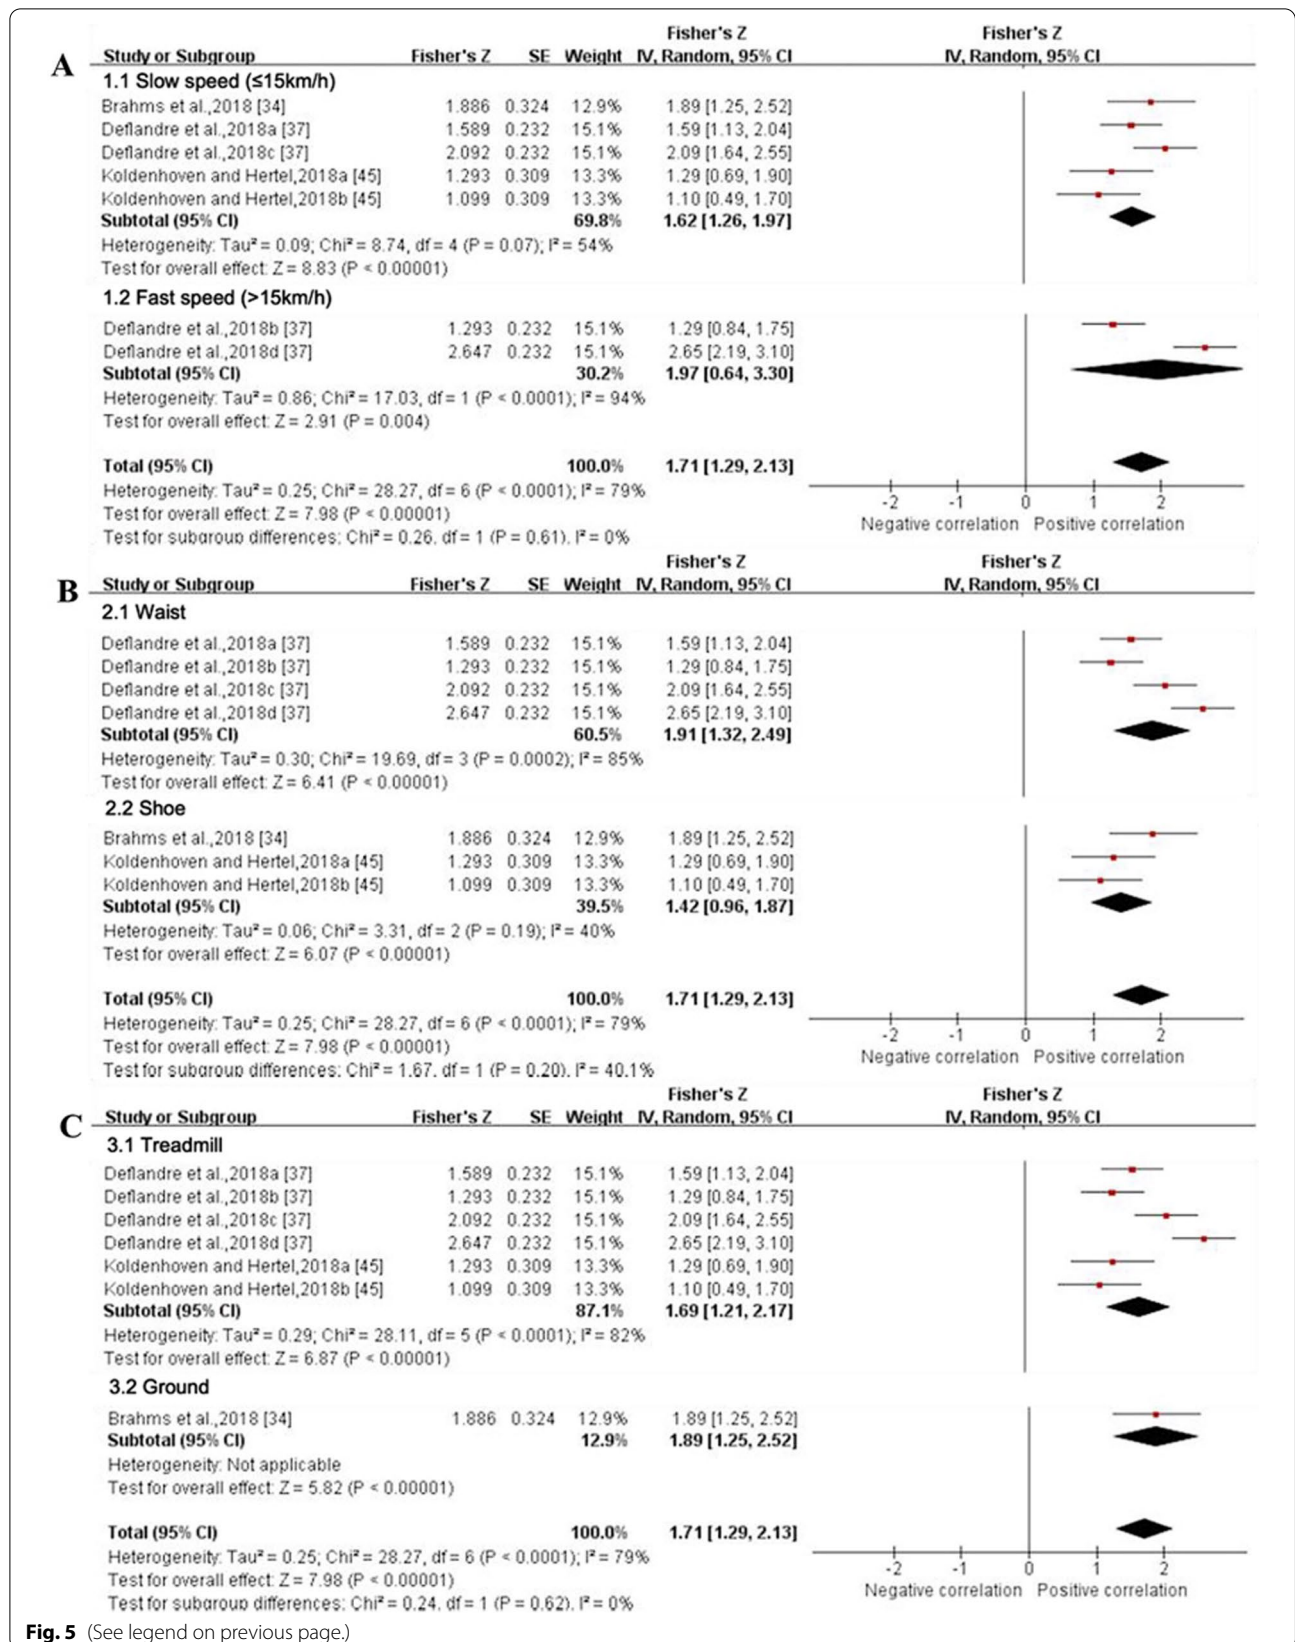 Fisher's Z Fisher's Z
A Study or Subgroup Fisher's Z SE Weight IV, Random, 95% CI IV, Random, 95% CI
1.1 Slow speed (≤15km/h)
Brahms et al.,2018 [34] 1.886 0.324 12.9% 1.89 [1.25, 2.52]
Deflandre et al.,2018a [37] 1.589 0.232 15.1% 1.59 [1.13, 2.04]
Deflandre et al.,2018c [37] 2.092 0.232 15.1% 2.09 [1.64, 2.55]
Koldenhoven and Hertel,2018a [45] 1.293 0.309 13.3% 1.29 [0.69, 1.90]
Koldenhoven and Hertel,2018b [45] 1.099 0.309 13.3% 1.10 [0.49, 1.70]
Subtotal (95% CI) 69.8% 1.62 [1.26, 1.97]
Heterogeneity: Tau² = 0.09; Chi² = 8.74, df = 4 (P = 0.07); I² = 54%
Test for overall effect: Z = 8.83 (P < 0.00001)
1.2 Fast speed (>15km/h)
Deflandre et al.,2018b [37] 1.293 0.232 15.1% 1.29 [0.84, 1.75]
Deflandre et al.,2018d [37] 2.647 0.232 15.1% 2.65 [2.19, 3.10]
Subtotal (95% CI) 30.2% 1.97 [0.64, 3.30]
Heterogeneity: Tau² = 0.86; Chi² = 17.03, df = 1 (P < 0.0001); I² = 94%
Test for overall effect: Z = 2.91 (P = 0.004)
Total (95% CI) 100.0% 1.71 [1.29, 2.13]
Heterogeneity: Tau² = 0.25; Chi² = 28.27, df = 6 (P < 0.0001); I² = 79%
Test for overall effect: Z = 7.98 (P < 0.00001)
Test for subgroup differences: Chi² = 0.26. df = 1 (P = 0.61). I² = 0%
-2 -1 0 1 2
Negative correlation Positive correlation
Fisher's Z Fisher's Z
B Study or Subgroup Fisher's Z SE Weight IV, Random, 95% CI IV, Random, 95% CI
2.1 Waist
Deflandre et al.,2018a [37] 1.589 0.232 15.1% 1.59 [1.13, 2.04]
Deflandre et al.,2018b [37] 1.293 0.232 15.1% 1.29 [0.84, 1.75]
Deflandre et al.,2018c [37] 2.092 0.232 15.1% 2.09 [1.64, 2.55]
Deflandre et al.,2018d [37] 2.647 0.232 15.1% 2.65 [2.19, 3.10]
Subtotal (95% CI) 60.5% 1.91 [1.32, 2.49]
Heterogeneity: Tau² = 0.30; Chi² = 19.69, df = 3 (P = 0.0002); I² = 85%
Test for overall effect: Z = 6.41 (P < 0.00001)
2.2 Shoe
Brahms et al.,2018 [34] 1.886 0.324 12.9% 1.89 [1.25, 2.52]
Koldenhoven and Hertel,2018a [45] 1.293 0.309 13.3% 1.29 [0.69, 1.90]
Koldenhoven and Hertel,2018b [45] 1.099 0.309 13.3% 1.10 [0.49, 1.70]
Subtotal (95% CI) 39.5% 1.42 [0.96, 1.87]
Heterogeneity: Tau² = 0.06; Chi² = 3.31, df = 2 (P = 0.19); I² = 40%
Test for overall effect: Z = 6.07 (P < 0.00001)
Total (95% CI) 100.0% 1.71 [1.29, 2.13]
Heterogeneity: Tau² = 0.25; Chi² = 28.27, df = 6 (P < 0.0001); I² = 79%
Test for overall effect: Z = 7.98 (P < 0.00001)
Test for subgroup differences: Chi² = 1.67. df = 1 (P = 0.20). I² = 40.1%
-2 -1 0 1 2
Negative correlation Positive correlation
Fisher's Z Fisher's Z
C Study or Subgroup Fisher's Z SE Weight IV, Random, 95% CI IV, Random, 95% CI
3.1 Treadmill
Deflandre et al.,2018a [37] 1.589 0.232 15.1% 1.59 [1.13, 2.04]
Deflandre et al.,2018b [37] 1.293 0.232 15.1% 1.29 [0.84, 1.75]
Deflandre et al.,2018c [37] 2.092 0.232 15.1% 2.09 [1.64, 2.55]
Deflandre et al.,2018d [37] 2.647 0.232 15.1% 2.65 [2.19, 3.10]
Koldenhoven and Hertel,2018a [45] 1.293 0.309 13.3% 1.29 [0.69, 1.90]
Koldenhoven and Hertel,2018b [45] 1.099 0.309 13.3% 1.10 [0.49, 1.70]
Subtotal (95% CI) 87.1% 1.69 [1.21, 2.17]
Heterogeneity: Tau² = 0.29; Chi² = 28.11, df = 5 (P < 0.0001); I² = 82%
Test for overall effect: Z = 6.87 (P < 0.00001)
3.2 Ground
Brahms et al.,2018 [34] 1.886 0.324 12.9% 1.89 [1.25, 2.52]
Subtotal (95% CI) 12.9% 1.89 [1.25, 2.52]
Heterogeneity: Not applicable
Test for overall effect: Z = 5.82 (P < 0.00001)
Total (95% CI) 100.0% 1.71 [1.29, 2.13]
Heterogeneity: Tau² = 0.25; Chi² = 28.27, df = 6 (P < 0.0001); I² = 79%
Test for overall effect: Z = 7.98 (P < 0.00001)
Test for subgroup differences: Chi² = 0.24. df = 1 (P = 0.62). I² = 0%
-2 -1 0 1 2
Negative correlation Positive correlation
Fig. 5 (See legend on previous page.)